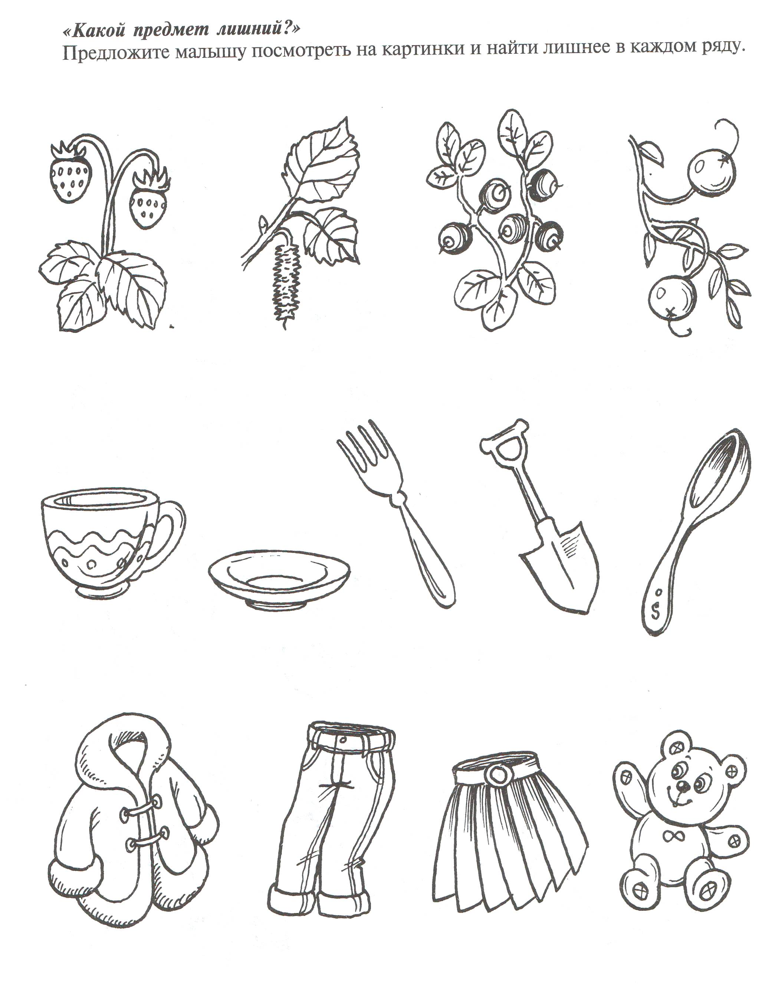 «Какой предмет лишний?»
Предложите малышу посмотреть на картинки и найти лишнее в каждом ряду.